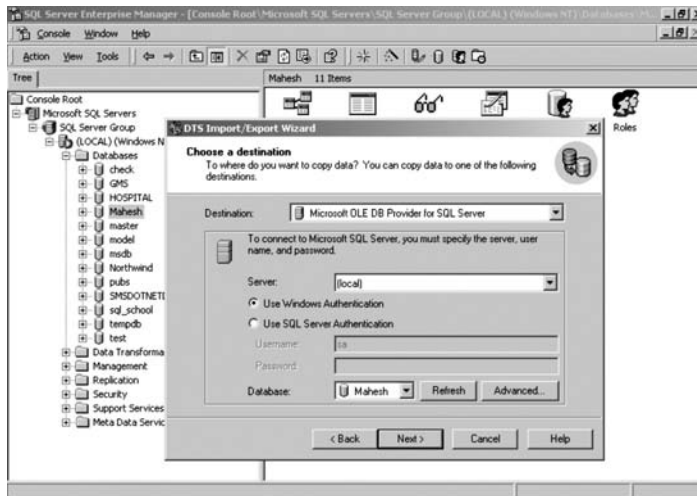 SQL Server Enterprise Manager - [Console Root\Microsoft SQL Servers\SQL Server Group\(LOCAL) (Windows NT)\Databases\M...
Console Window Help
Action View Tools
Tree
Mahesh 11 Items
Console Root
Microsoft SQL Servers
SQL Server Group
(LOCAL) (Windows N
Databases
check
GMS
HOSPITAL
Mahesh
master
model
msdb
Northwind
pubs
SMSDOTNET
sql_school
tempdb
test
Data Transforma
Management
Replication
Security
Support Services
Meta Data Servic
Roles
DTS Import/Export Wizard
Choose a destination
To where do you want to copy data? You can copy data to one of the following
destinations.
Destination: Microsoft OLE DB Provider for SQL Server
To connect to Microsoft SQL Server, you must specify the server, user
name, and password.
Server: (local)
Use Windows Authentication
Use SQL Server Authentication
Username: sa
Password:
Database: Mahesh Refresh Advanced...
< Back Next > Cancel Help